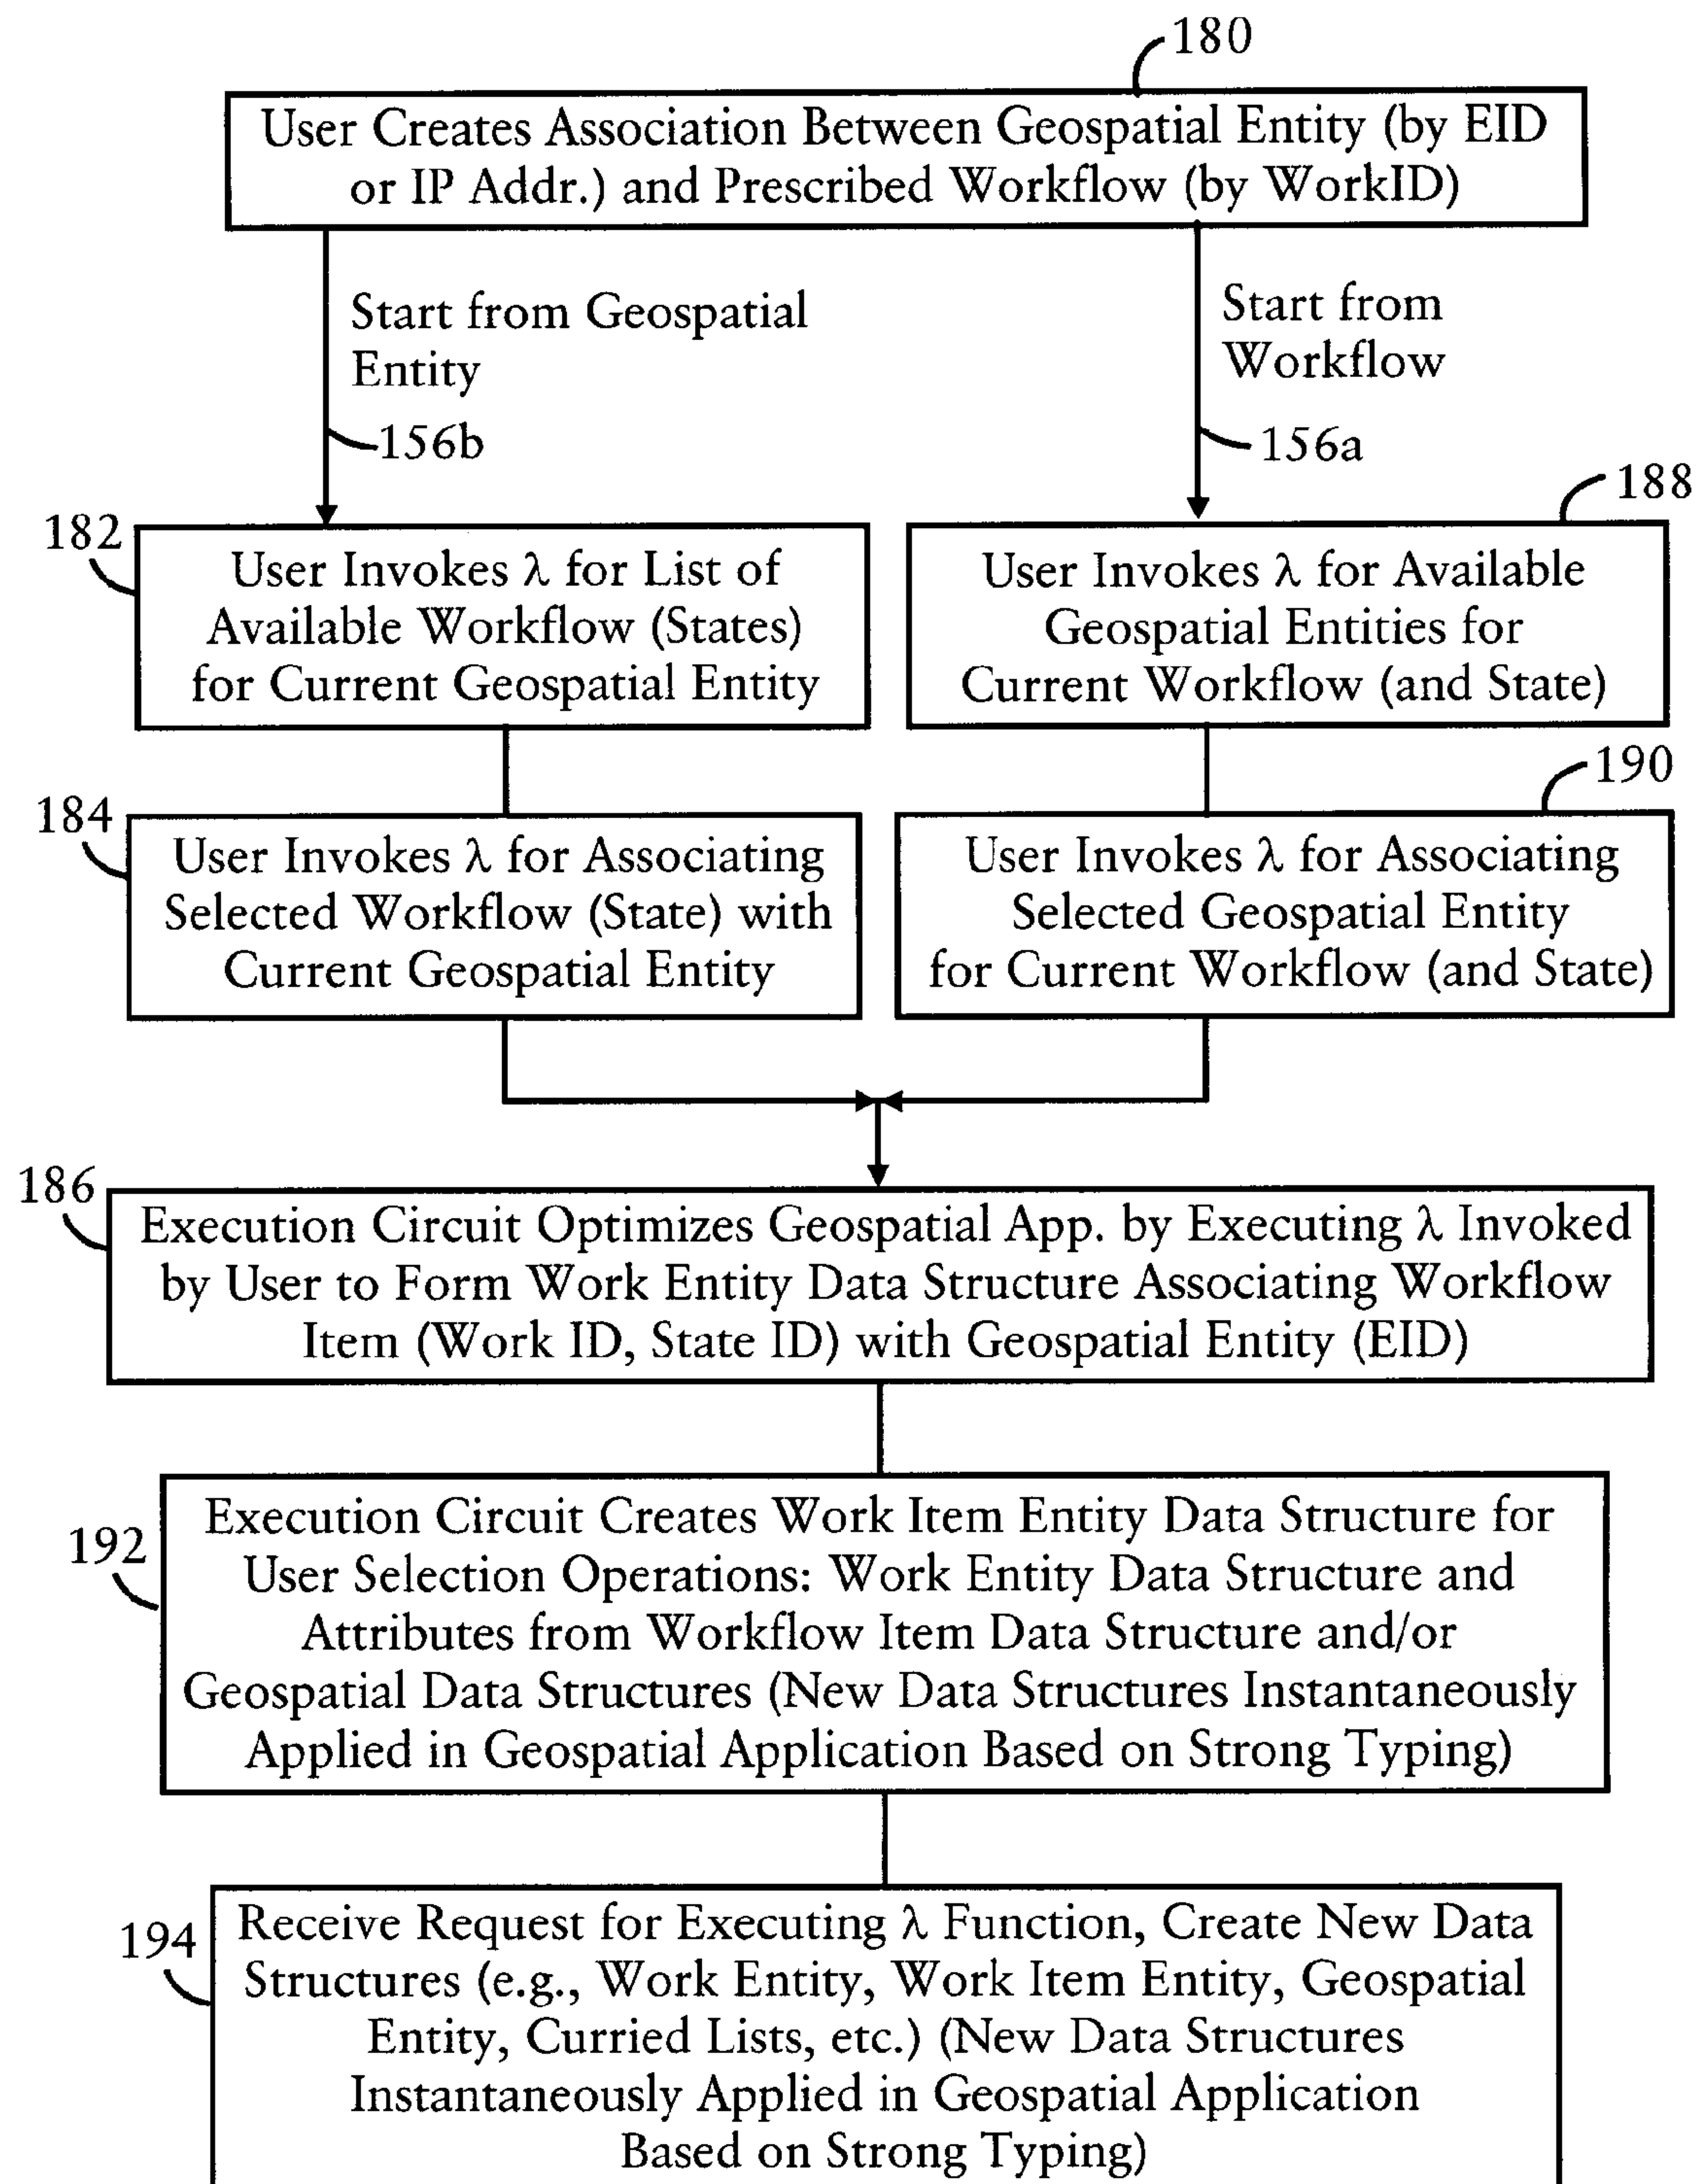 180
User Creates Association Between Geospatial Entity (by EID
or IP Addr.) and Prescribed Workflow (by WorkID)
Start from Geospatial
Entity
156b
Start from
Workflow
156a
182
User Invokes λ for List of
Available Workflow (States)
for Current Geospatial Entity
188
User Invokes λ for Available
Geospatial Entities for
Current Workflow (and State)
184
User Invokes λ for Associating
Selected Workflow (State) with
Current Geospatial Entity
190
User Invokes λ for Associating
Selected Geospatial Entity
for Current Workflow (and State)
186
Execution Circuit Optimizes Geospatial App. by Executing λ Invoked
by User to Form Work Entity Data Structure Associating Workflow
Item (Work ID, State ID) with Geospatial Entity (EID)
192
Execution Circuit Creates Work Item Entity Data Structure for
User Selection Operations: Work Entity Data Structure and
Attributes from Workflow Item Data Structure and/or
Geospatial Data Structures (New Data Structures Instantaneously
Applied in Geospatial Application Based on Strong Typing)
194
Receive Request for Executing λ Function, Create New Data
Structures (e.g., Work Entity, Work Item Entity, Geospatial
Entity, Curried Lists, etc.) (New Data Structures
Instantaneously Applied in Geospatial Application
Based on Strong Typing)